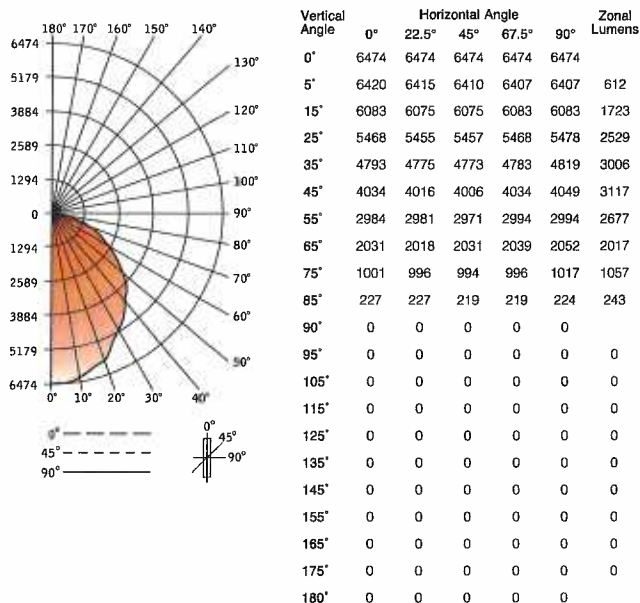 180° 170° 160° 150° 140°
6474
5179
3884
2589
1294
0
1294
2589
3884
5179
6474
130°
120°
110°
100°
90°
80°
70°
60°
50°
0° 10° 20° 30° 40°
0°
45°
90°
0°
45°
90°
Vertical Angle Horizontal Angle Zonal Lumens
0° 22.5° 45° 67.5° 90°
0° 6474 6474 6474 6474 6474
5° 6420 6415 6410 6407 6407 612
15° 6083 6075 6075 6083 6083 1723
25° 5468 5455 5457 5468 5478 2529
35° 4793 4775 4773 4783 4819 3006
45° 4034 4016 4006 4034 4049 3117
55° 2984 2981 2971 2994 2994 2677
65° 2031 2018 2031 2039 2052 2017
75° 1001 996 994 996 1017 1057
85° 227 227 219 219 224 243
90° 0 0 0 0 0
95° 0 0 0 0 0 0
105° 0 0 0 0 0 0
115° 0 0 0 0 0 0
125° 0 0 0 0 0 0
135° 0 0 0 0 0 0
145° 0 0 0 0 0 0
155° 0 0 0 0 0 0
165° 0 0 0 0 0 0
175° 0 0 0 0 0 0
180° 0 0 0 0 0